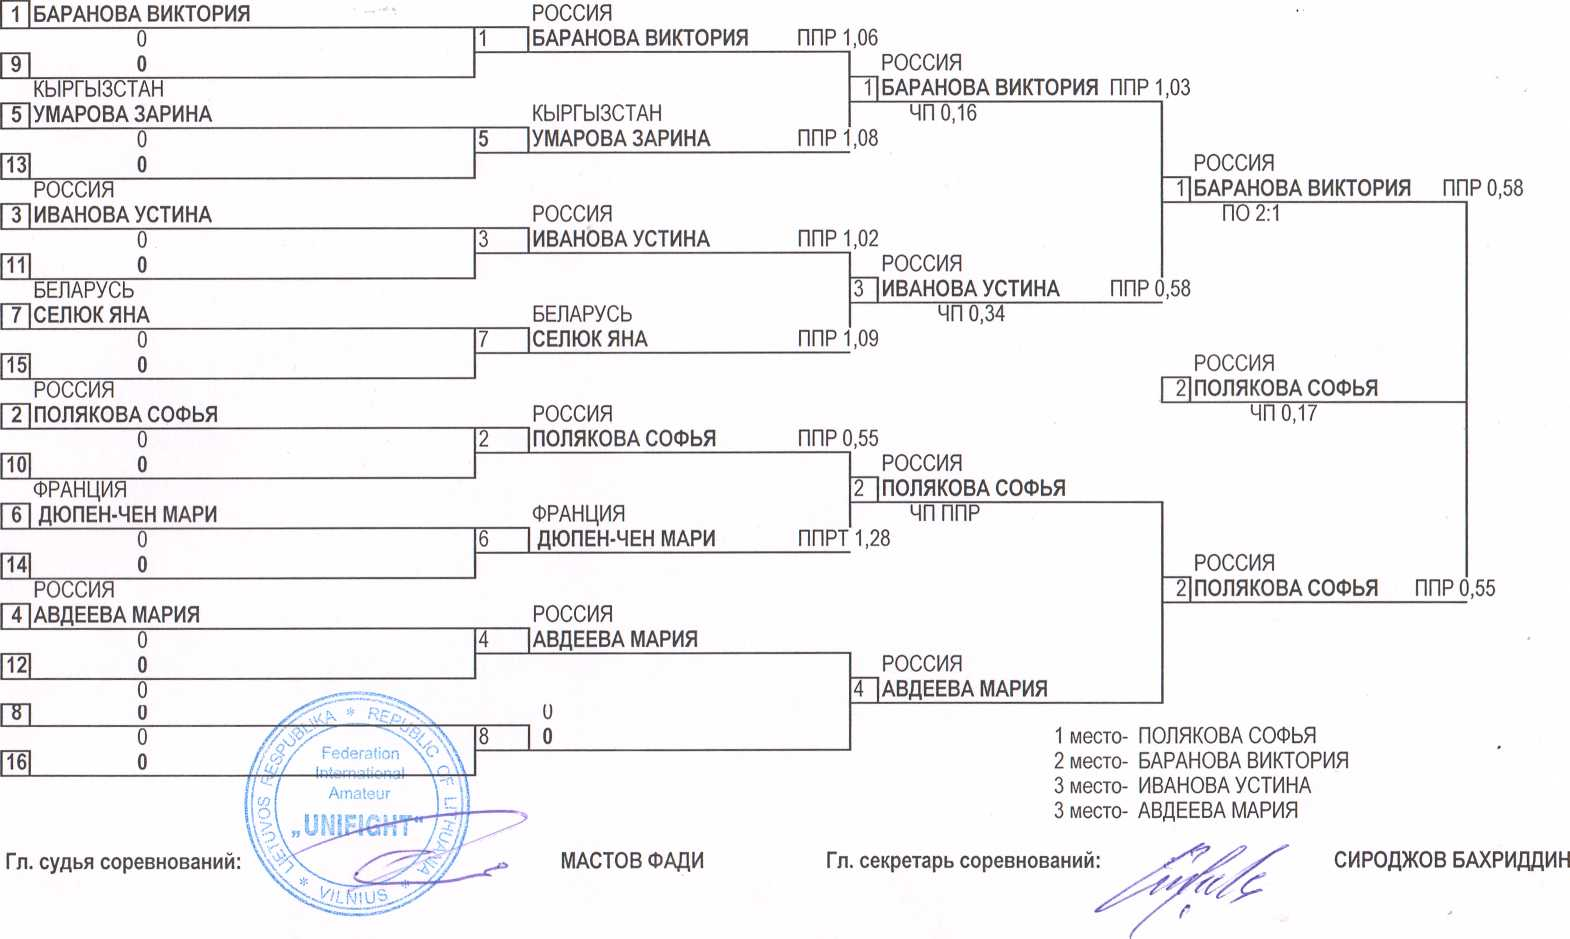 1 БАРАНОВА ВИКТОРИЯ
0
9 0
КЫРГЫЗСТАН
5 УМАРОВА ЗАРИНА
0
13 0
РОССИЯ
3 ИВАНОВА УСТИНА
0
11 0
БЕЛАРУСЬ
7 СЕЛЮК ЯНА
0
15 0
РОССИЯ
2 ПОЛЯКОВА СОФЬЯ
0
10 0
ФРАНЦИЯ
6 ДЮПЕН-ЧЕН МАРИ
0
14 0
РОССИЯ
4 АВДЕЕВА МАРИЯ
0
12 0
0
8 0
0
16 0
РОССИЯ
1 БАРАНОВА ВИКТОРИЯ ППР 1,06
КЫРГЫЗСТАН
5 УМАРОВА ЗАРИНА ППР 1,08
РОССИЯ
3 ИВАНОВА УСТИНА ППР 1,02
БЕЛАРУСЬ
7 СЕЛЮК ЯНА ППР 1,09
РОССИЯ
2 ПОЛЯКОВА СОФЬЯ ППР 0,55
ФРАНЦИЯ
6 ДЮПЕН-ЧЕН МАРИ ППРТ 1,28
РОССИЯ
4 АВДЕЕВА МАРИЯ
0
8 0
РОССИЯ
1 БАРАНОВА ВИКТОРИЯ ППР 1,03
ЧП 0,16
РОССИЯ
3 ИВАНОВА УСТИНА ППР 0,58
ЧП 0,34
РОССИЯ
2 ПОЛЯКОВА СОФЬЯ
ЧП ППР
РОССИЯ
4 АВДЕЕВА МАРИЯ
РОССИЯ
1 БАРАНОВА ВИКТОРИЯ ППР 0,58
ПО 2:1
РОССИЯ
2 ПОЛЯКОВА СОФЬЯ
ЧП 0,17
РОССИЯ
2 ПОЛЯКОВА СОФЬЯ ППР 0,55
1 место- ПОЛЯКОВА СОФЬЯ
2 место- БАРАНОВА ВИКТОРИЯ
3 место- ИВАНОВА УСТИНА
3 место- АВДЕЕВА МАРИЯ
LIETUVOS RESPUBLIKA * REPUBLIC OF LITHUANIA * VILNIUS *
Federation
International
Amateur
„UNIFIGHT“
Гл. судья соревнований: МАСТОВ ФАДИ Гл. секретарь соревнований: СИРОДЖОВ БАХРИДДИН